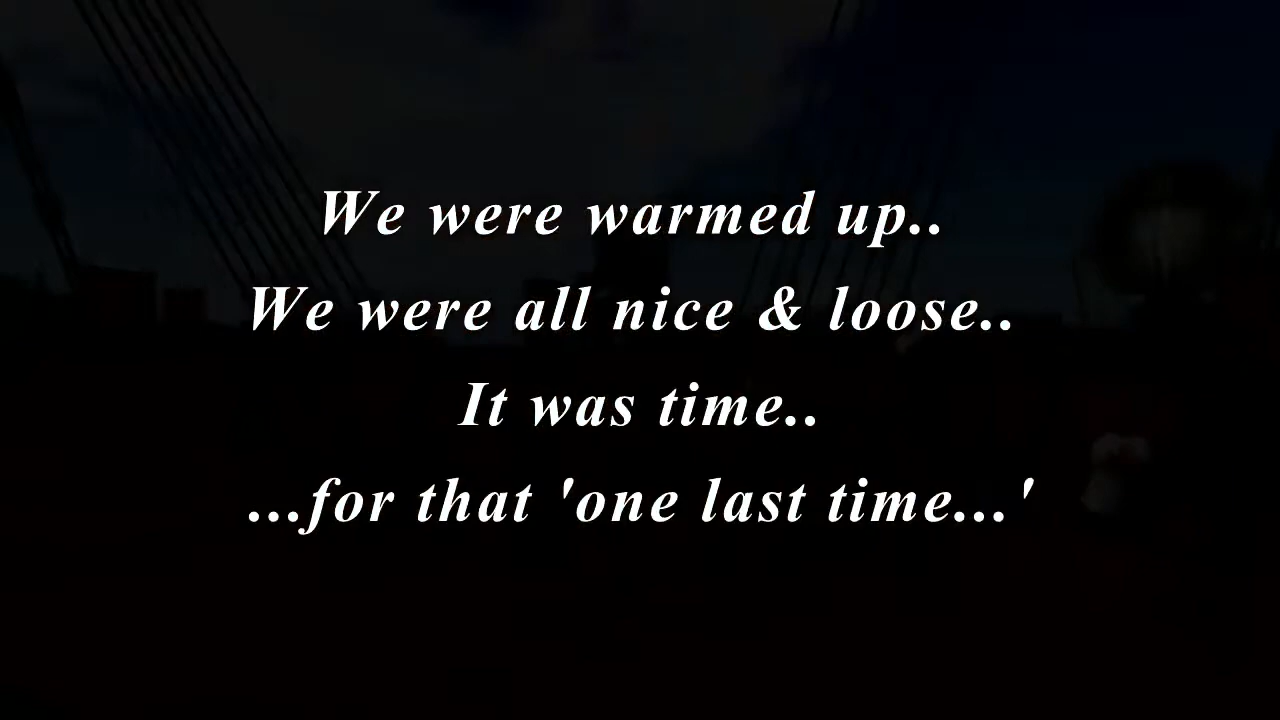 We were warmed up..
We were all nice & loose..
It was time..
...for that 'one last time...'